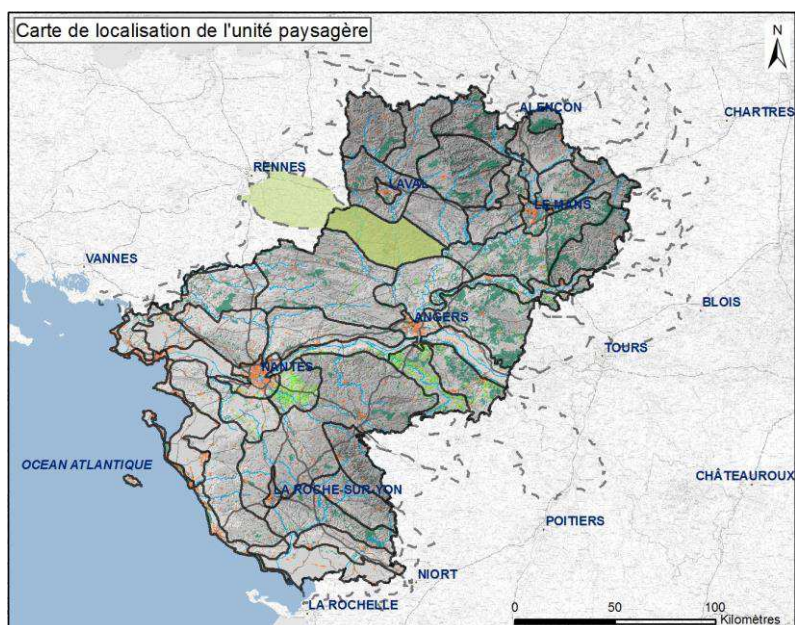 Carte de localisation de l'unité paysagère
N
ALENÇON
CHARTRES
RENNES
LAVAL
LE MANS
VANNES
BLOIS
ANGERS
TOURS
NANTES
OCEAN ATLANTIQUE
LA ROCHE-SUR-YON
CHÂTEAUROUX
POITIERS
NIORT
LA ROCHELLE
0 50 100
Kilomètres